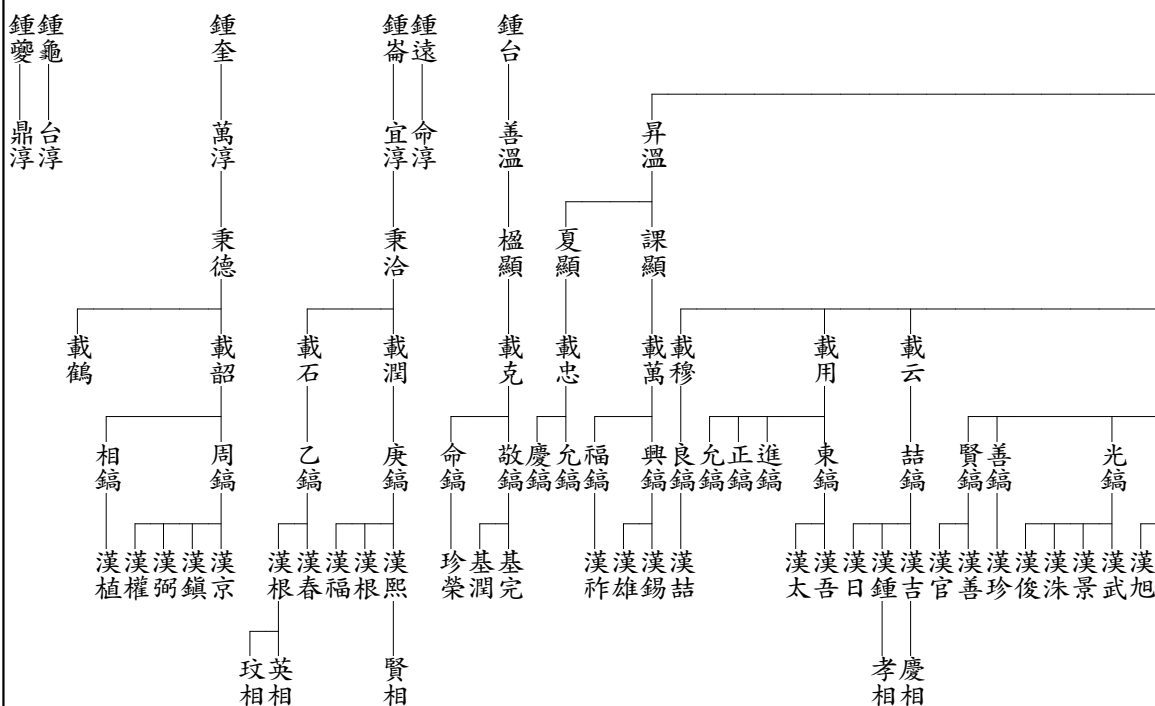 鍾台
鍾遠
鍾崙
鍾奎
鍾龜
鍾夔
昇溫
善溫
命淳
宜淳
萬淳
台淳
鼎淳
課顯
夏顯
楹顯
秉洽
秉德
載云
載用
載穆
載萬
載忠
載克
載潤
載石
載韶
載鶴
光鎬
善鎬
賢鎬
喆鎬
東鎬
進鎬
正鎬
允鎬
良鎬
興鎬
福鎬
允鎬
慶鎬
敬鎬
命鎬
庚鎬
乙鎬
周鎬
相鎬
漢旭
漢武
漢景
漢洙
漢俊
漢珍
漢善
漢官
漢吉
漢鍾
漢日
漢吾
漢太
漢喆
漢錫
漢雄
漢祚
基完
基潤
珍榮
漢熙
漢根
漢福
漢春
漢根
漢京
漢鎭
漢弼
漢權
漢植
慶相
孝相
賢相
英相
玟相